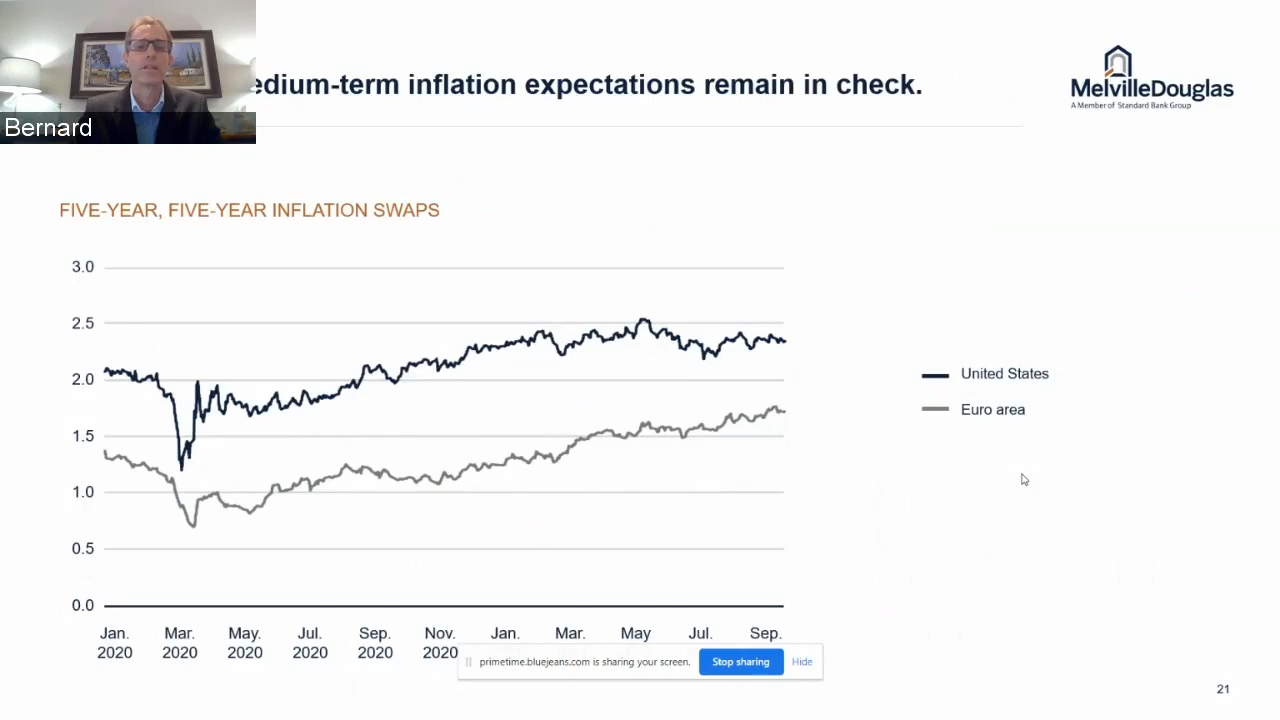 Bernard
edium-term inflation expectations remain in check.
MelvilleDouglas
A Member of Standard Bank Group
FIVE-YEAR, FIVE-YEAR INFLATION SWAPS
3.0
2.5
2.0
1.5
1.0
0.5
0.0
United States
Euro area
Jan. Mar. May. Jul. Sep. Nov. Jan. Mar. May Jul. Sep.
2020 2020 2020 2020 2020 2020
primetime.bluejeans.com is sharing your screen. Stop sharing Hide
21